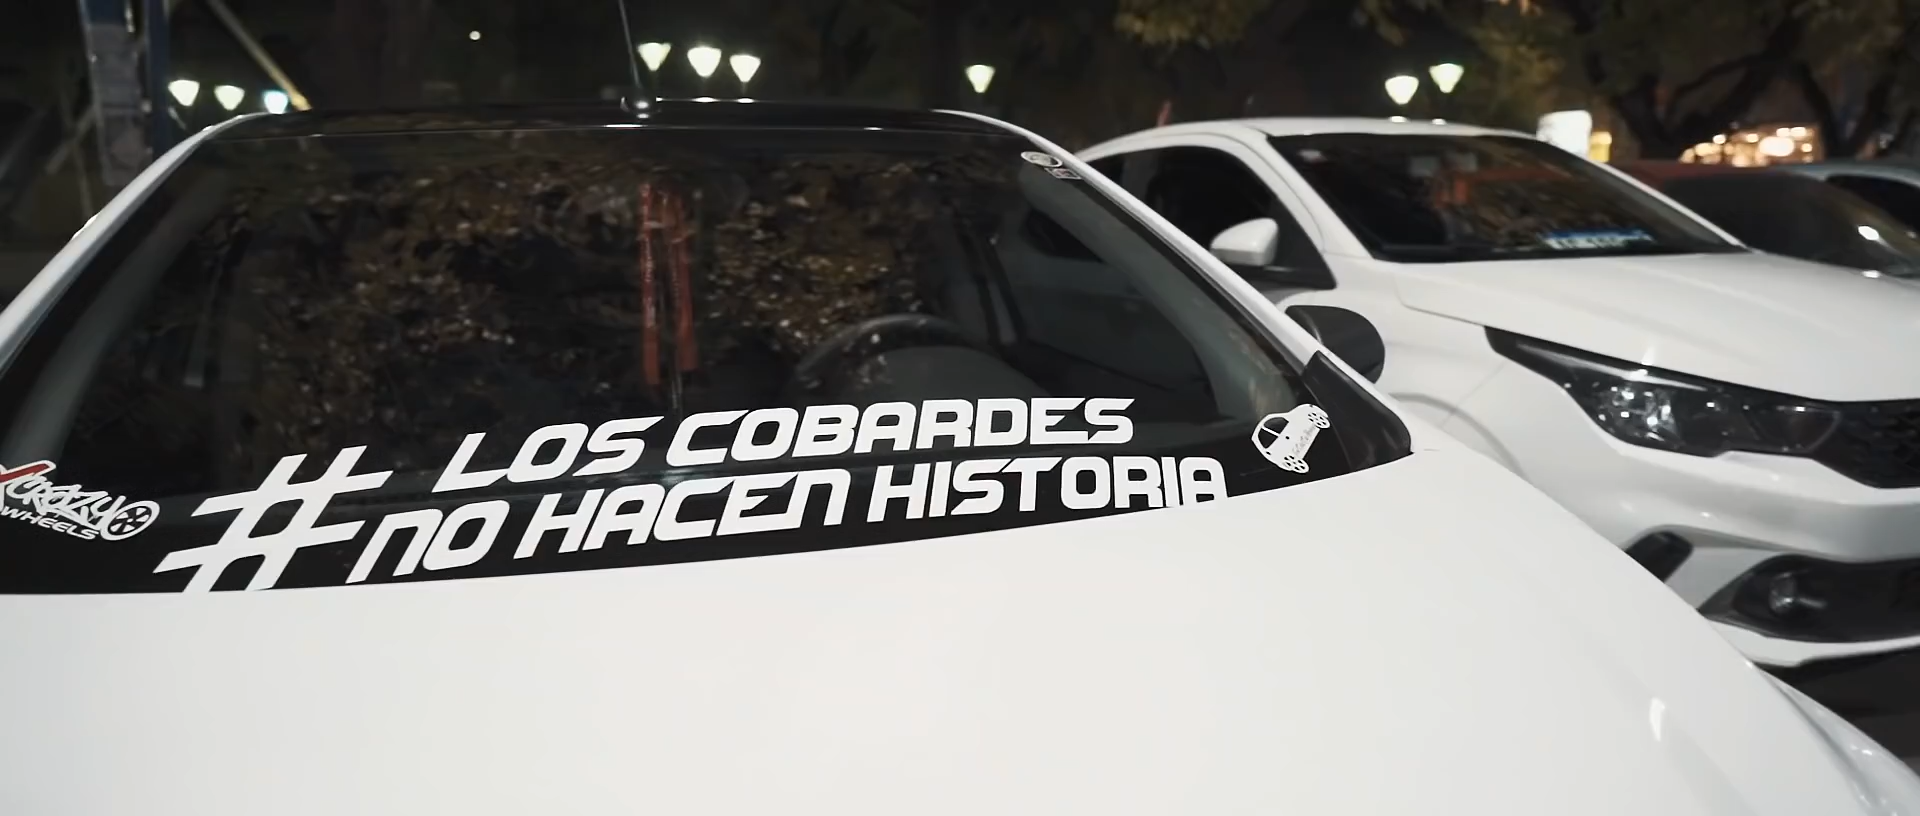 # LOS COBARDES
NO HACEN HISTORIA
CRAZY
WHEELS